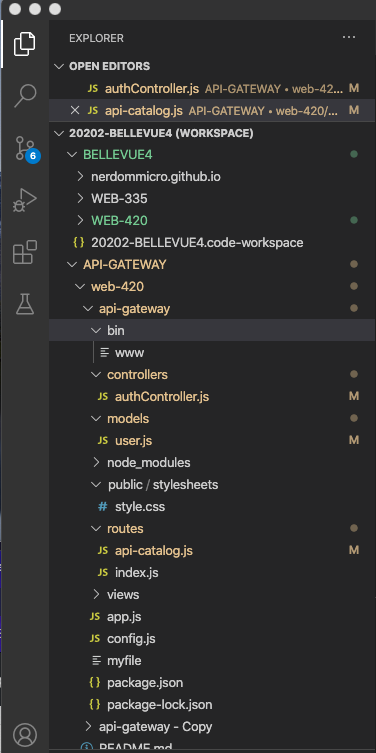 EXPLORER
OPEN EDITORS
JS authController.js API-GATEWAY • web-42... M
JS api-catalog.js API-GATEWAY • web-420/... M
20202-BELLEVUE4 (WORKSPACE)
BELLEVUE4
nerdommicro.github.io
WEB-335
WEB-420
{} 20202-BELLEVUE4.code-workspace
API-GATEWAY
web-420
api-gateway
bin
www
controllers
JS authController.js M
models
JS user.js M
node_modules
public / stylesheets
# style.css
routes
JS api-catalog.js M
JS index.js
views
JS app.js
JS config.js
myfile
{} package.json
{} package-lock.json
api-gateway - Copy
README.md
6